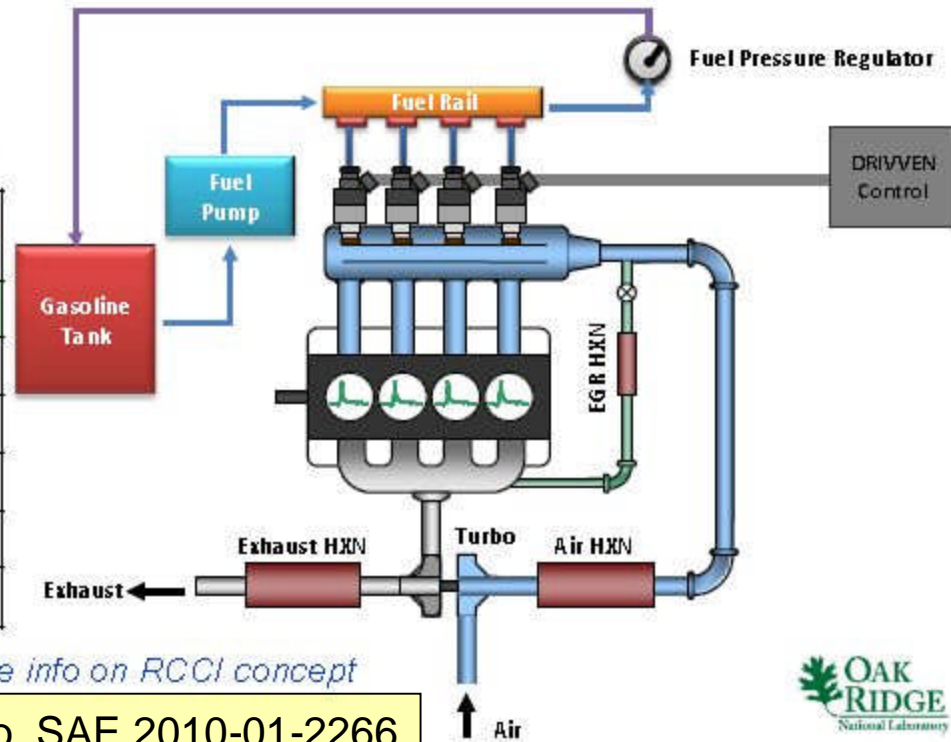 Fuel Pressure Regulator
Fuel Rail
DRIVVEN
Control
Fuel
Pump
Gasoline
Tank
EGR HXN
Exhaust HXN
Turbo
Air HXN
Exhaust
e info on RCCI concept
OAK
RIDGE
National Laboratory
SAE 2010-01-2266
Air